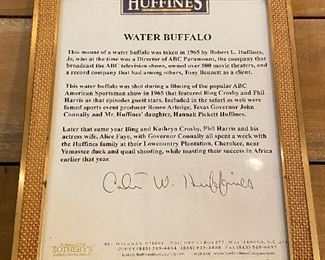 HUFFINES
WATER BUFFALO
This mount of a water buffalo was taken in 1965 by Robert L. Huffines,
Jr, who at the time was a Director of ABC Paramount, the company that
broadcast the ABC television shows, owned over 500 movie theaters, and
a record company that had among others, Tony Bennett as a client.
This water buffalo was shot during a filming of the popular ABC
American Sportsman show in 1965 that featured Bing Crosby and Phil
Harris as that episodes guest stars. Included in the safari as well were
famed sports event producer Roone Arledge, Texas Governor John
Connally and Mr. Huffines' daughter, Hannah Pickett Huffines.
Later that same year Bing and Kathryn Crosby, Phil Harris and his
actress wife, Alice Faye, with Governor Connally all spent a week with
the Huffines family at their Lowcountry Plantation, Cherokee, near
Yemassee duck and quail shooting, while toasting their success in Africa
earlier that year.
Colin W. Huffines
SOTHEBY'S